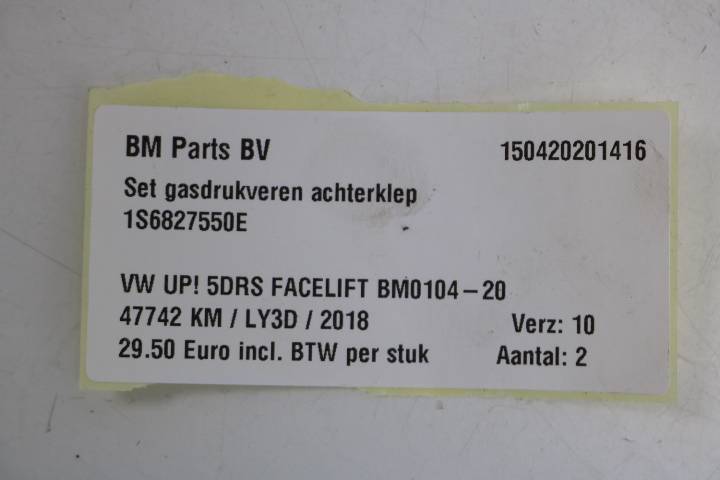 BM Parts BV 150420201416
Set gasdrukveren achterklep
1S6827550E
VW UP! 5DRS FACELIFT BM0104-20
47742 KM / LY3D / 2018 Verz: 10
29.50 Euro incl. BTW per stuk Aantal: 2